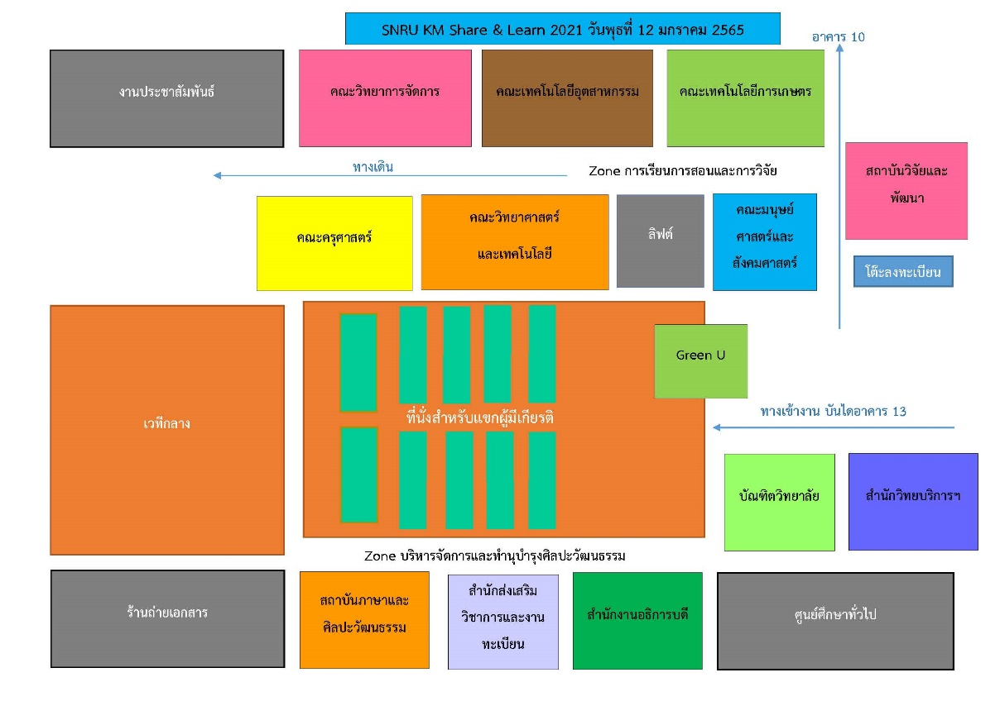 SNRU KM Share & Learn 2021 วันพุธที่ 12 มกราคม 2565
อาคาร 10
งานประชาสัมพันธ์
คณะวิทยาการจัดการ
คณะเทคโนโลยีอุตสาหกรรม
คณะเทคโนโลยีการเกษตร
ทางเดิน
Zone การเรียนการสอนและการวิจัย
สถาบันวิจัยและ
พัฒนา
คณะครุศาสตร์
คณะวิทยาศาสตร์
และเทคโนโลยี
ลิฟต์
คณะมนุษย์
ศาสตร์และ
สังคมศาสตร์
โต๊ะลงทะเบียน
Green U
เวทีกลาง
ที่นั่งสำหรับแขกผู้มีเกียรติ
ทางเข้างาน บันไดอาคาร 13
บัณฑิตวิทยาลัย
สำนักวิทยบริการฯ
Zone บริหารจัดการและทำนุบำรุงศิลปะวัฒนธรรม
ร้านถ่ายเอกสาร
สถาบันภาษาและ
ศิลปะวัฒนธรรม
สำนักส่งเสริม
วิชาการและงาน
ทะเบียน
สำนักงานอธิการบดี
ศูนย์ศึกษาทั่วไป